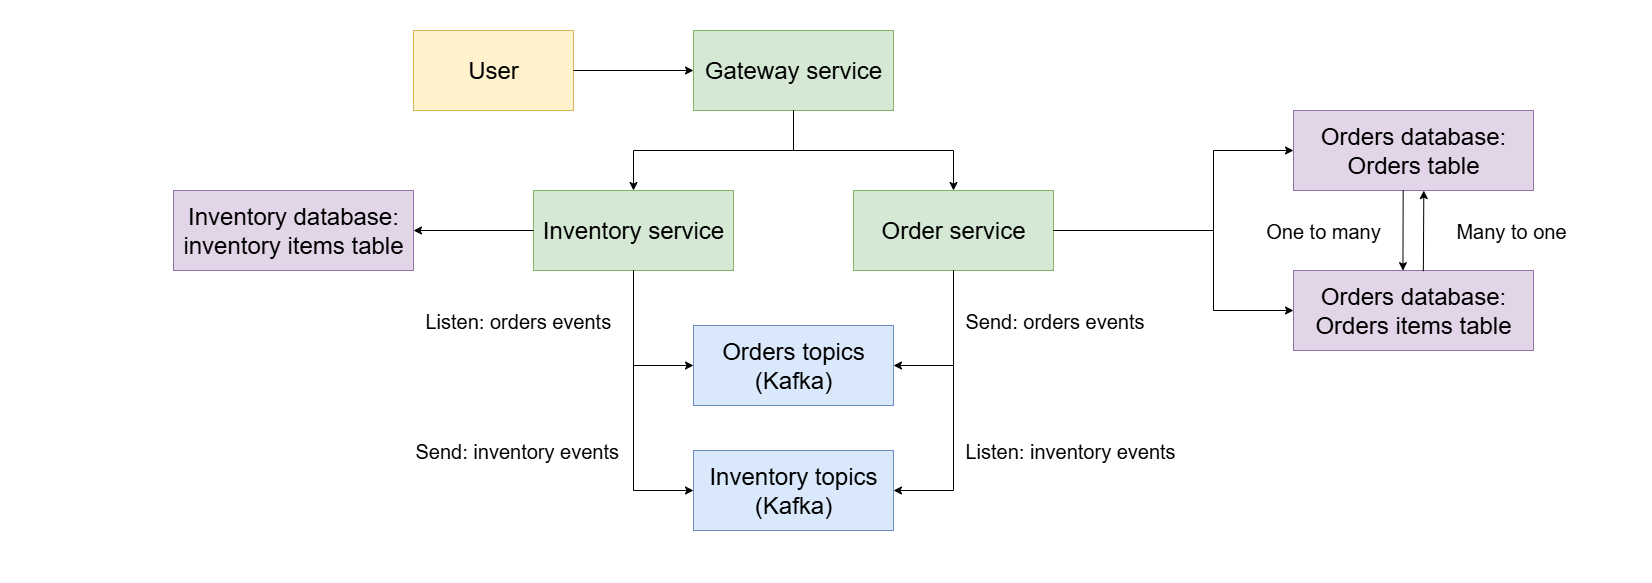 User
Gateway service
Orders database:
Orders table
Inventory database:
inventory items table
Inventory service
Order service
One to many
Many to one
Orders database:
Orders items table
Listen: orders events
Send: orders events
Orders topics
(Kafka)
Send: inventory events
Listen: inventory events
Inventory topics
(Kafka)